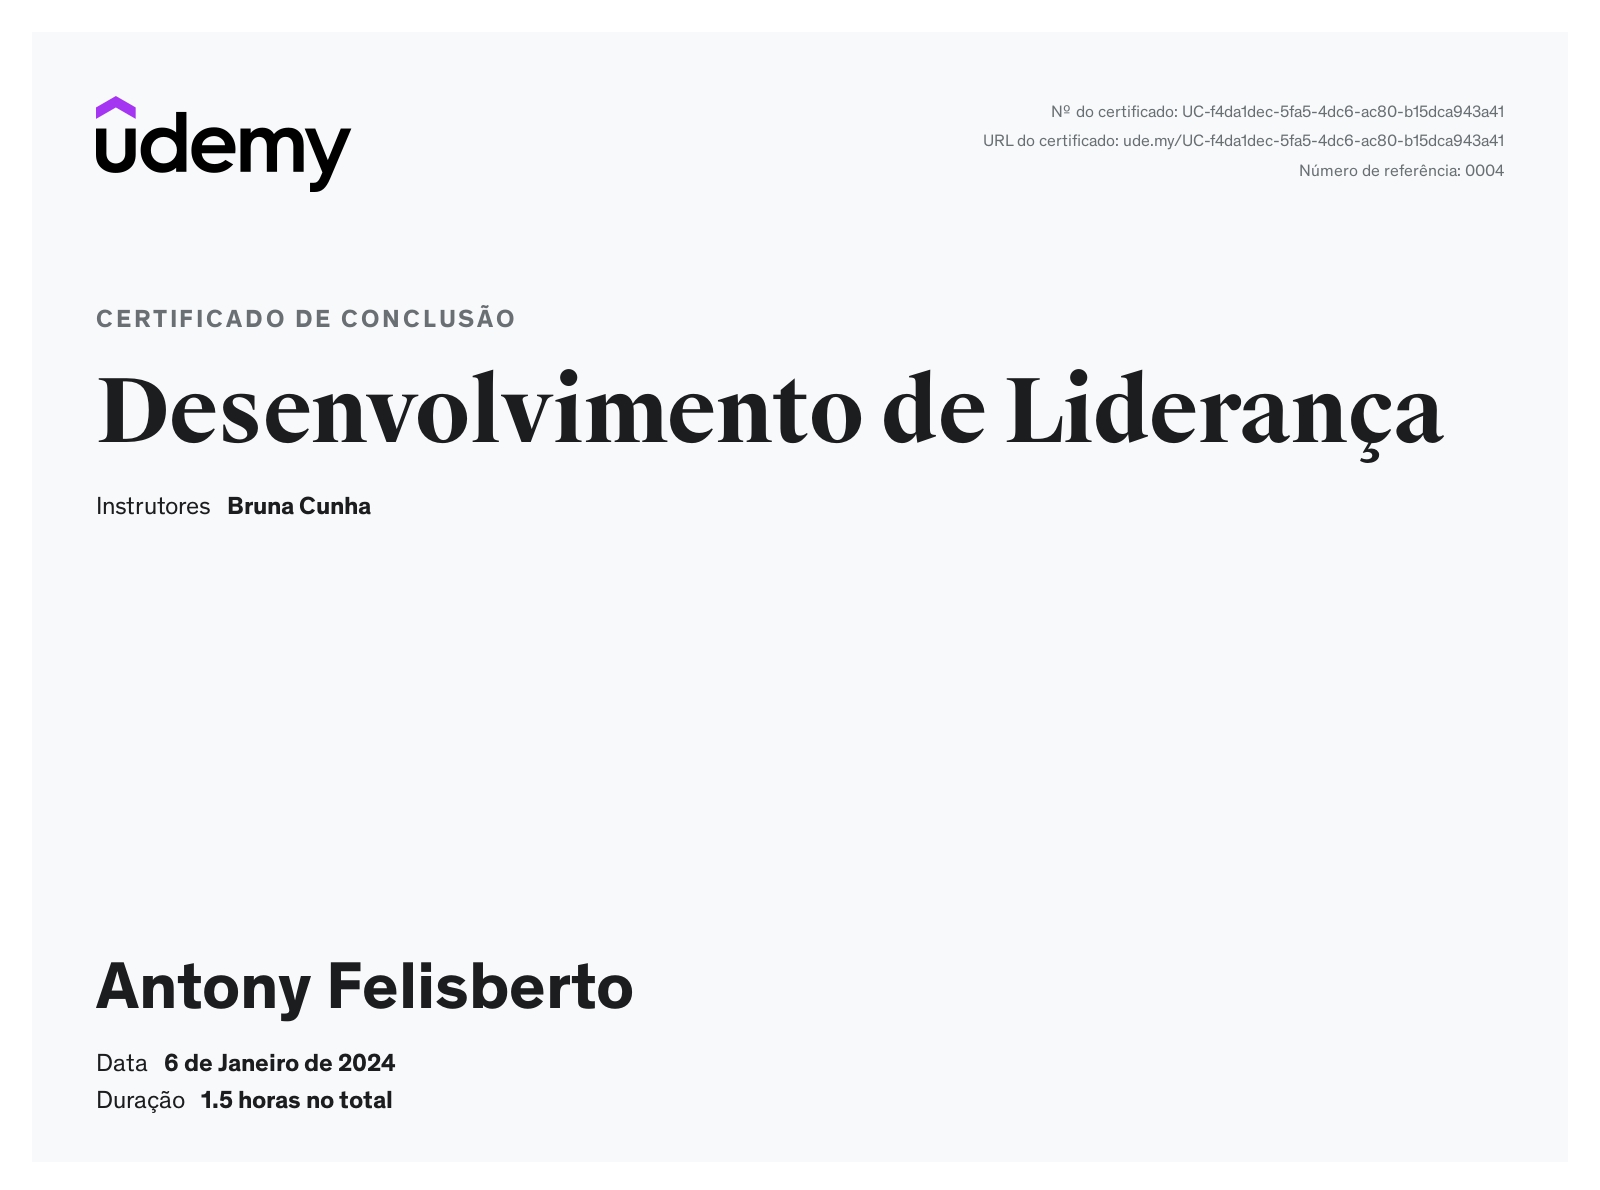 udemy
Nº do certificado: UC-f4da1dec-5fa5-4dc6-ac80-b15dca943a41
URL do certificado: ude.my/UC-f4da1dec-5fa5-4dc6-ac80-b15dca943a41
Número de referência: 0004
CERTIFICADO DE CONCLUSÃO
Desenvolvimento de Liderança
Instrutores Bruna Cunha
Antony Felisberto
Data 6 de Janeiro de 2024
Duração 1.5 horas no total